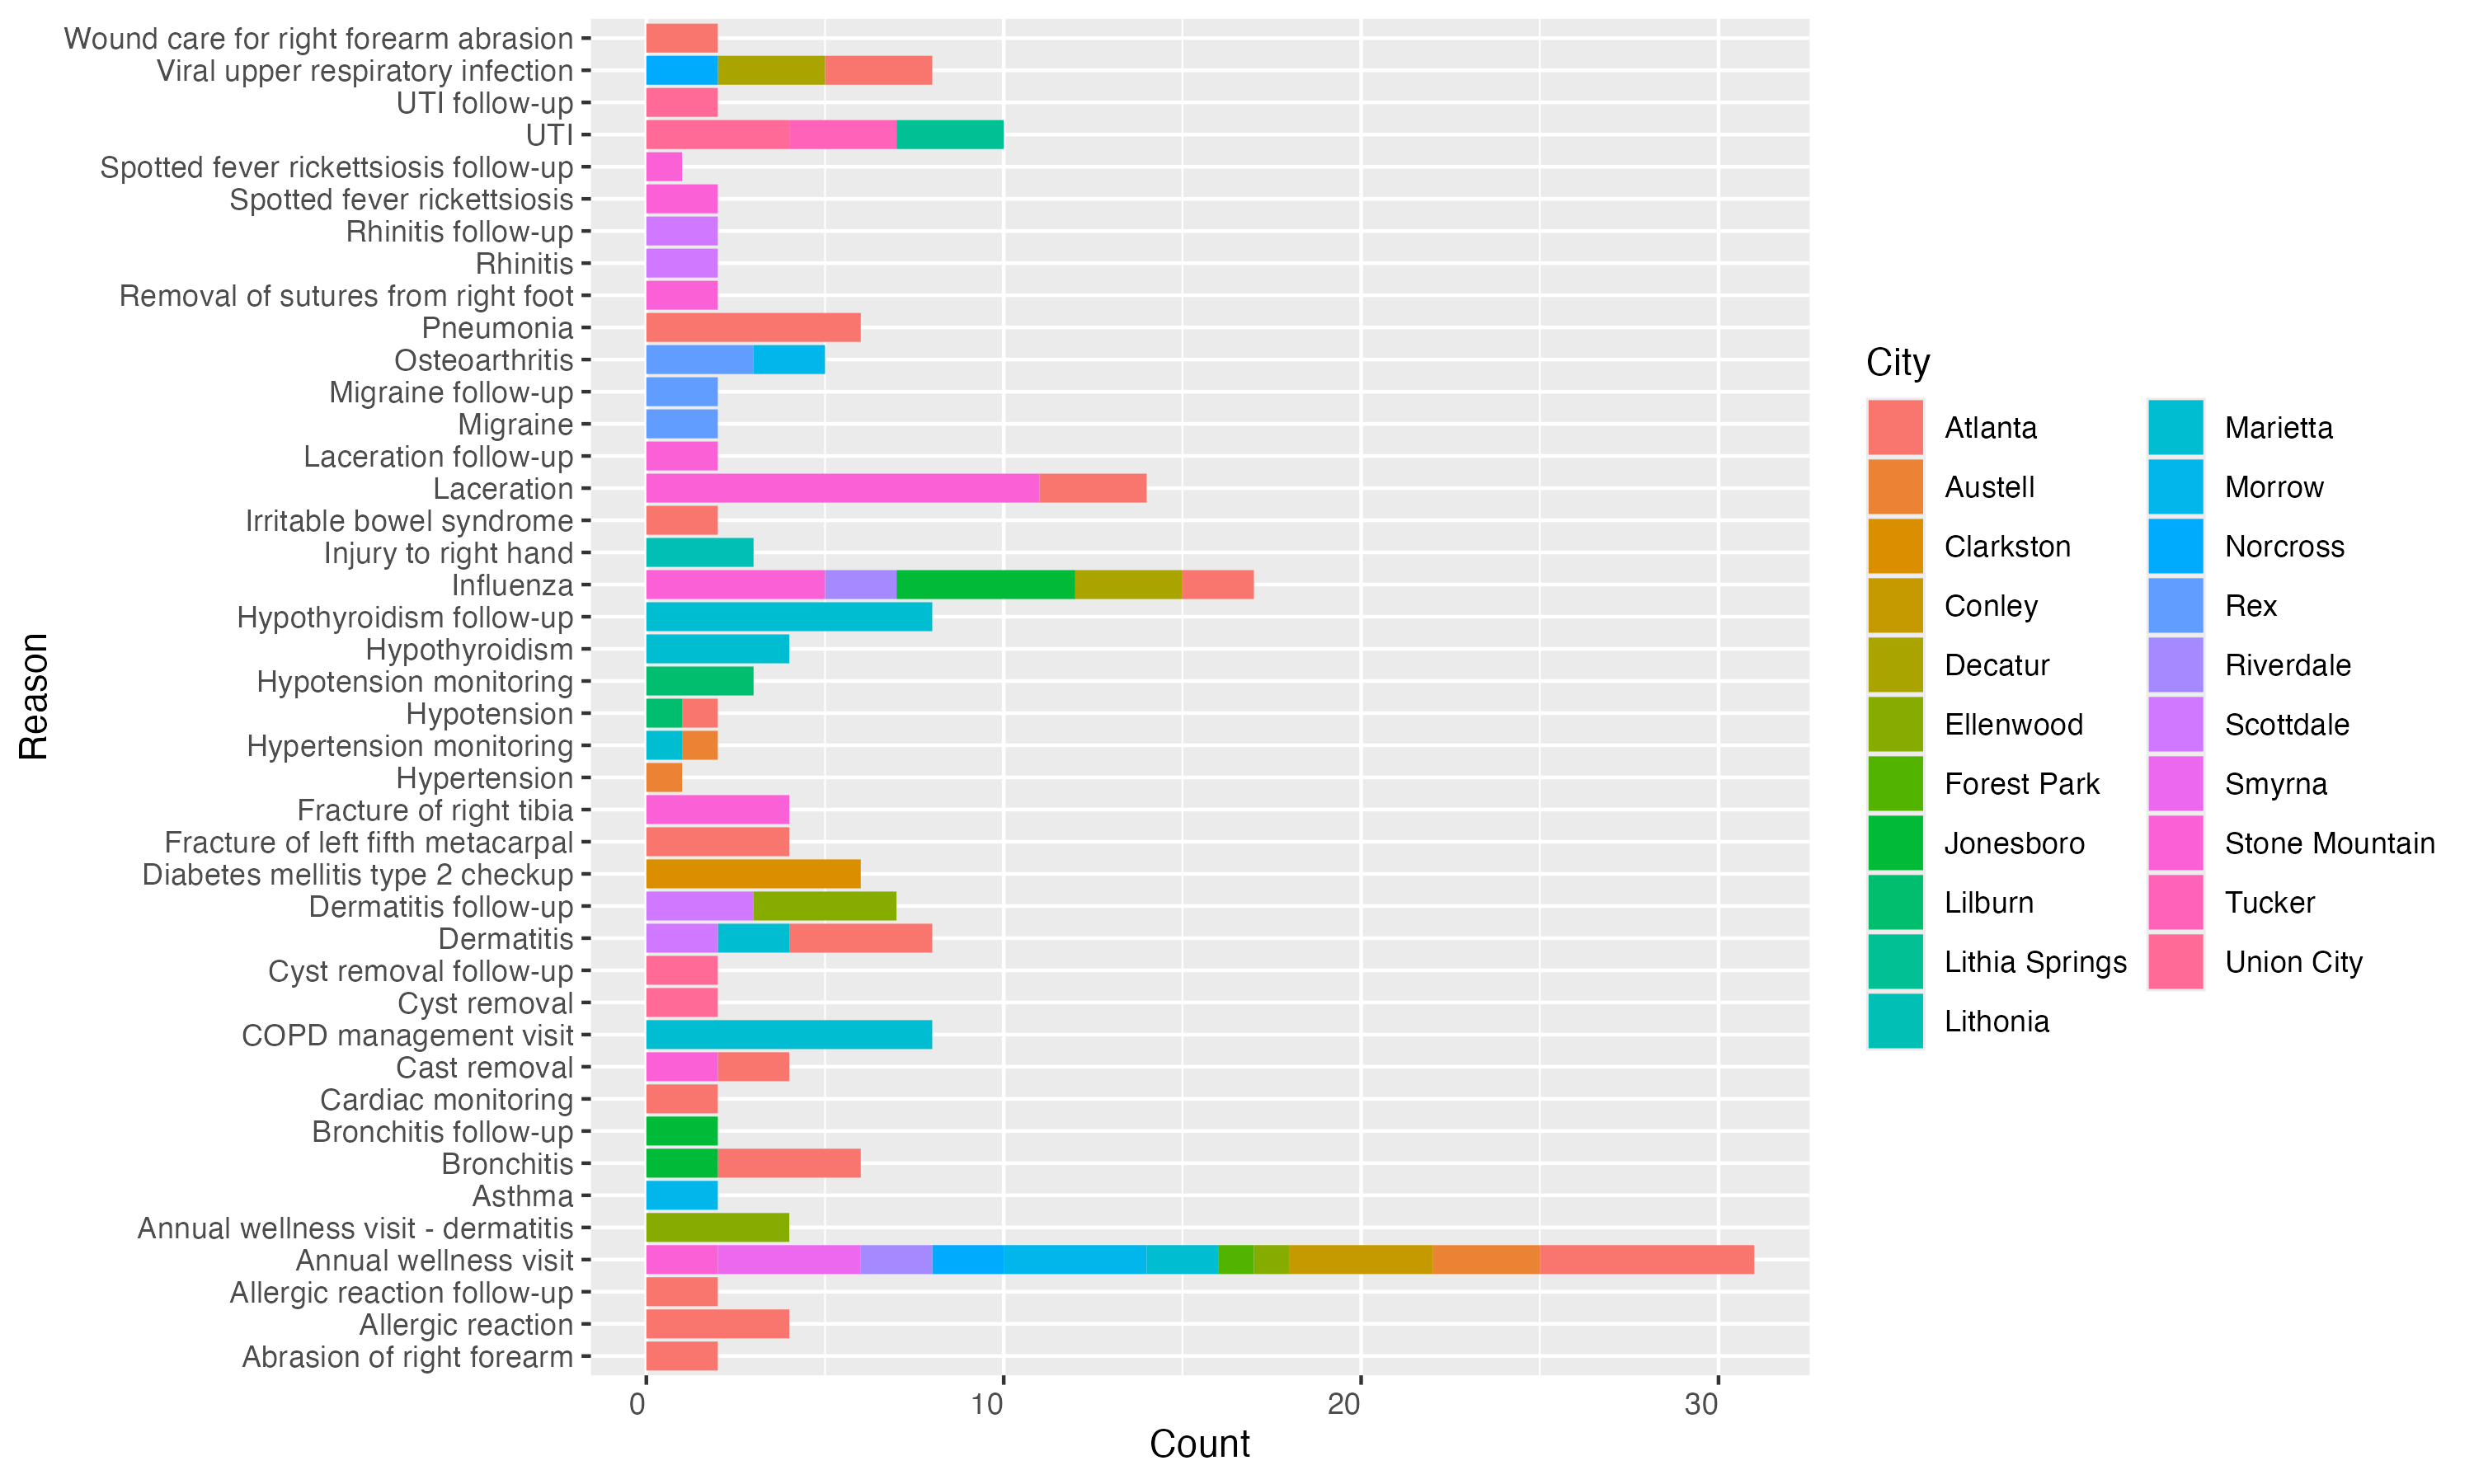 Wound care for right forearm abrasion
Viral upper respiratory infection
UTI follow-up
UTI
Spotted fever rickettsiosis follow-up
Spotted fever rickettsiosis
Rhinitis follow-up
Rhinitis
Removal of sutures from right foot
Pneumonia
Osteoarthritis
Migraine follow-up
Migraine
Laceration follow-up
Laceration
Irritable bowel syndrome
Injury to right hand
Influenza
Hypothyroidism follow-up
Hypothyroidism
Hypotension monitoring
Hypotension
Hypertension monitoring
Hypertension
Fracture of right tibia
Fracture of left fifth metacarpal
Diabetes mellitis type 2 checkup
Dermatitis follow-up
Dermatitis
Cyst removal follow-up
Cyst removal
COPD management visit
Cast removal
Cardiac monitoring
Bronchitis follow-up
Bronchitis
Asthma
Annual wellness visit - dermatitis
Annual wellness visit
Allergic reaction follow-up
Allergic reaction
Abrasion of right forearm
Reason
0 10 20 30
Count
City
Atlanta
Austell
Clarkston
Conley
Decatur
Ellenwood
Forest Park
Jonesboro
Lilburn
Lithia Springs
Lithonia
Marietta
Morrow
Norcross
Rex
Riverdale
Scottdale
Smyrna
Stone Mountain
Tucker
Union City